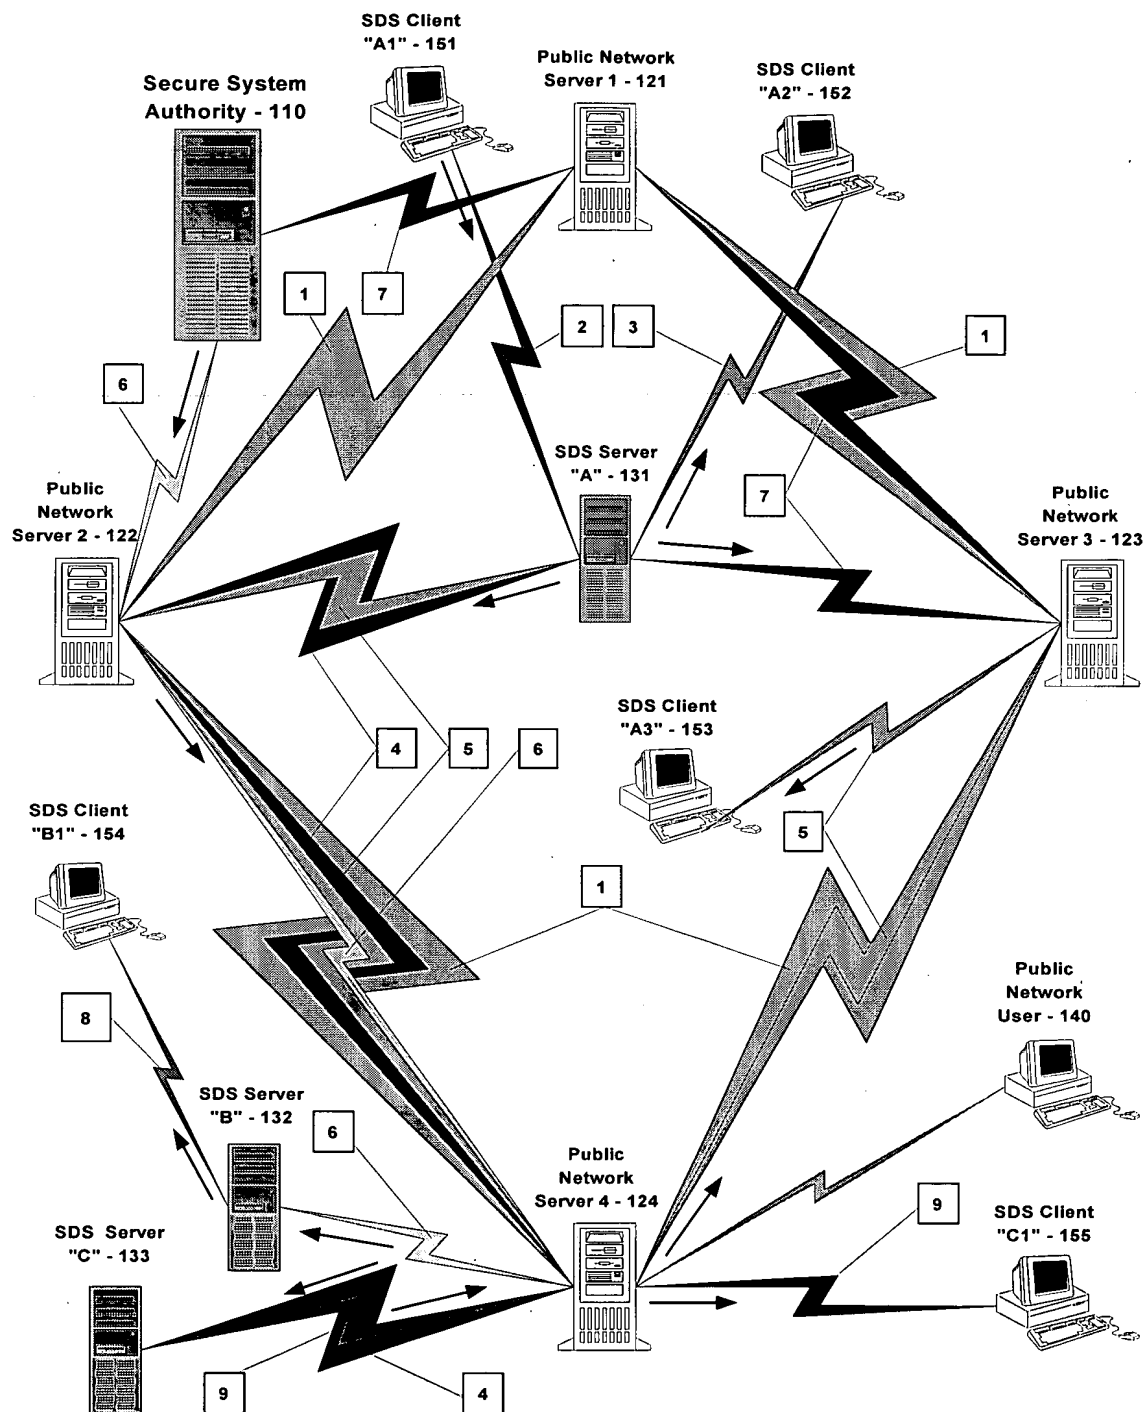 SDS Client
"A1" - 151
Public Network
Server 1 - 121
SDS Client
"A2" - 152
Secure System
Authority - 110
1
7
2
3
1
6
SDS Server
"A" - 131
7
Public
Network
Server 2 - 122
Public
Network
Server 3 - 123
SDS Client
"A3" - 153
4
5
6
SDS Client
"B1" - 154
5
1
Public
Network
User - 140
8
SDS Server
"B" - 132
6
Public
Network
Server 4 - 124
9
SDS Client
"C1" - 155
SDS Server
"C" - 133
9
4